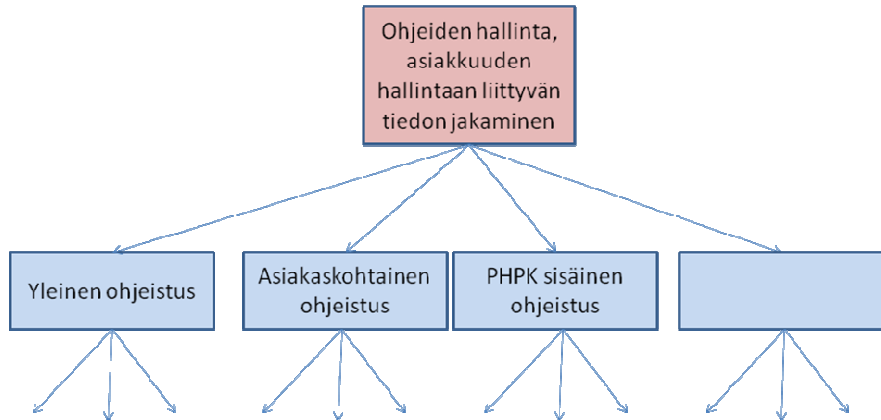 Ohjeiden hallinta,
asiakkuuden
hallintaan liittyvän
tiedon jakaminen
Yleinen ohjeistus
Asiakaskohtainen
ohjeistus
PHPK sisäinen
ohjeistus